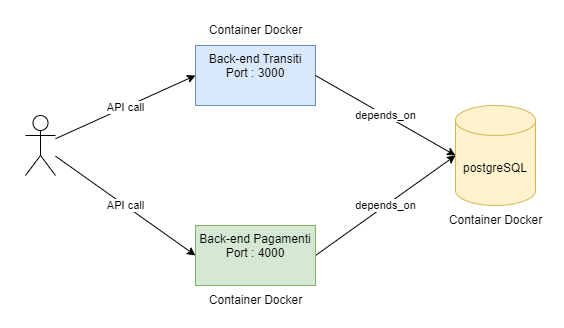 Container Docker
Back-end Transiti
Port : 3000
API call
depends_on
postgreSQL
Container Docker
API call
depends_on
Back-end Pagamenti
Port : 4000
Container Docker